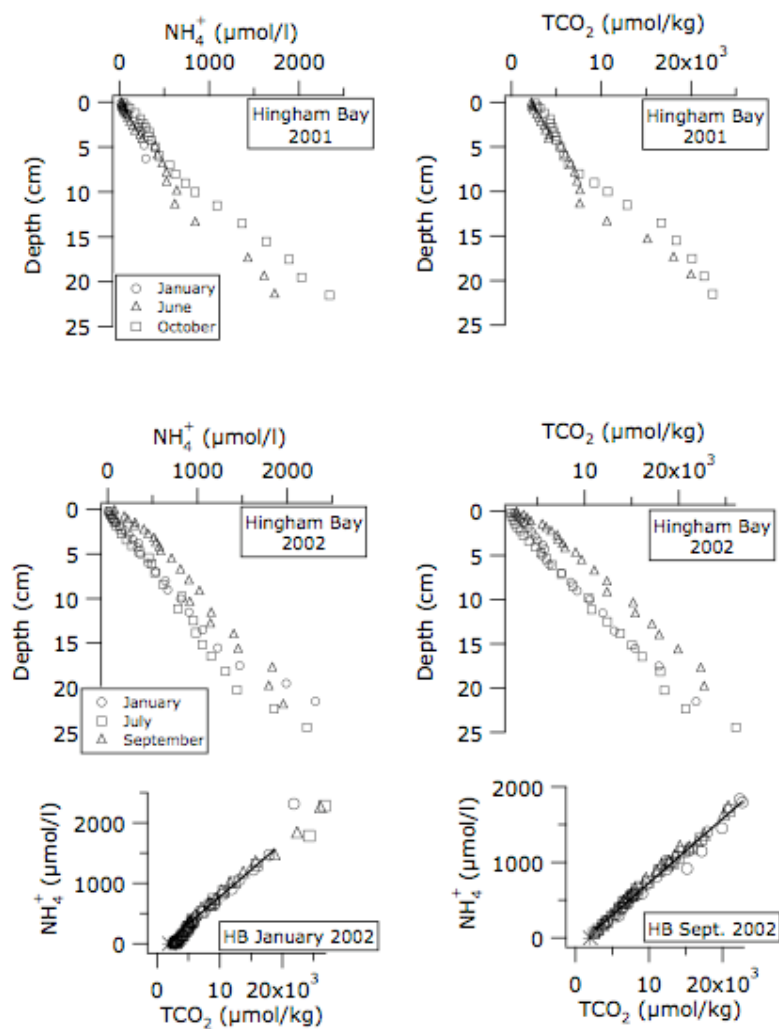 NH₄⁺ (µmol/l)
0 1000 2000
0
5
10
15
20
25
Depth (cm)
Hingham Bay
2001
January
June
October
TCO₂ (µmol/kg)
0 10 20x10³
0
5
10
15
20
25
Depth (cm)
Hingham Bay
2001
NH₄⁺ (µmol/l)
0 1000 2000
0
5
10
15
20
25
Depth (cm)
Hingham Bay
2002
January
July
September
TCO₂ (µmol/kg)
10 20x10³
0
5
10
15
20
25
Depth (cm)
Hingham Bay
2002
NH₄⁺ (µmol/l)
2000
1000
0
HB January 2002
0 10 20x10³
TCO₂ (µmol/kg)
NH₄⁺ (µmol/l)
2000
1000
0
HB Sept. 2002
0 10 20x10³
TCO₂ (µmol/kg)